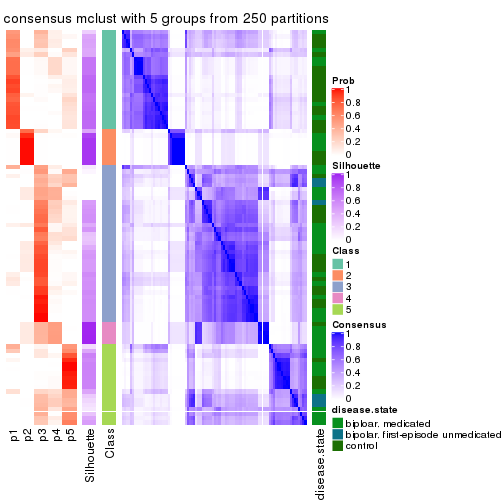 consensus mclust with 5 groups from 250 partitions
Prob
1
0.8
0.6
0.4
0.2
0
Silhouette
1
0.8
0.6
0.4
0.2
0
Class
1
2
3
4
5
Consensus
1
0.8
0.6
0.4
0.2
0
disease.state
biploar. medicated
bipolar. first-episode unmedicated
control
p1
p2
p3
p4
p5
Silhouette
Class
disease.state